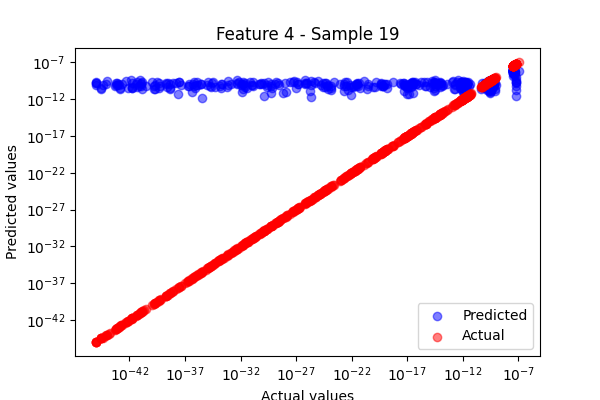 Feature 4 - Sample 19
Predicted values
10⁻⁷
10⁻¹²
10⁻¹⁷
10⁻²²
10⁻²⁷
10⁻³²
10⁻³⁷
10⁻⁴²
Predicted
Actual
10⁻⁴² 10⁻³⁷ 10⁻³² 10⁻²⁷ 10⁻²² 10⁻¹⁷ 10⁻¹² 10⁻⁷
Actual values